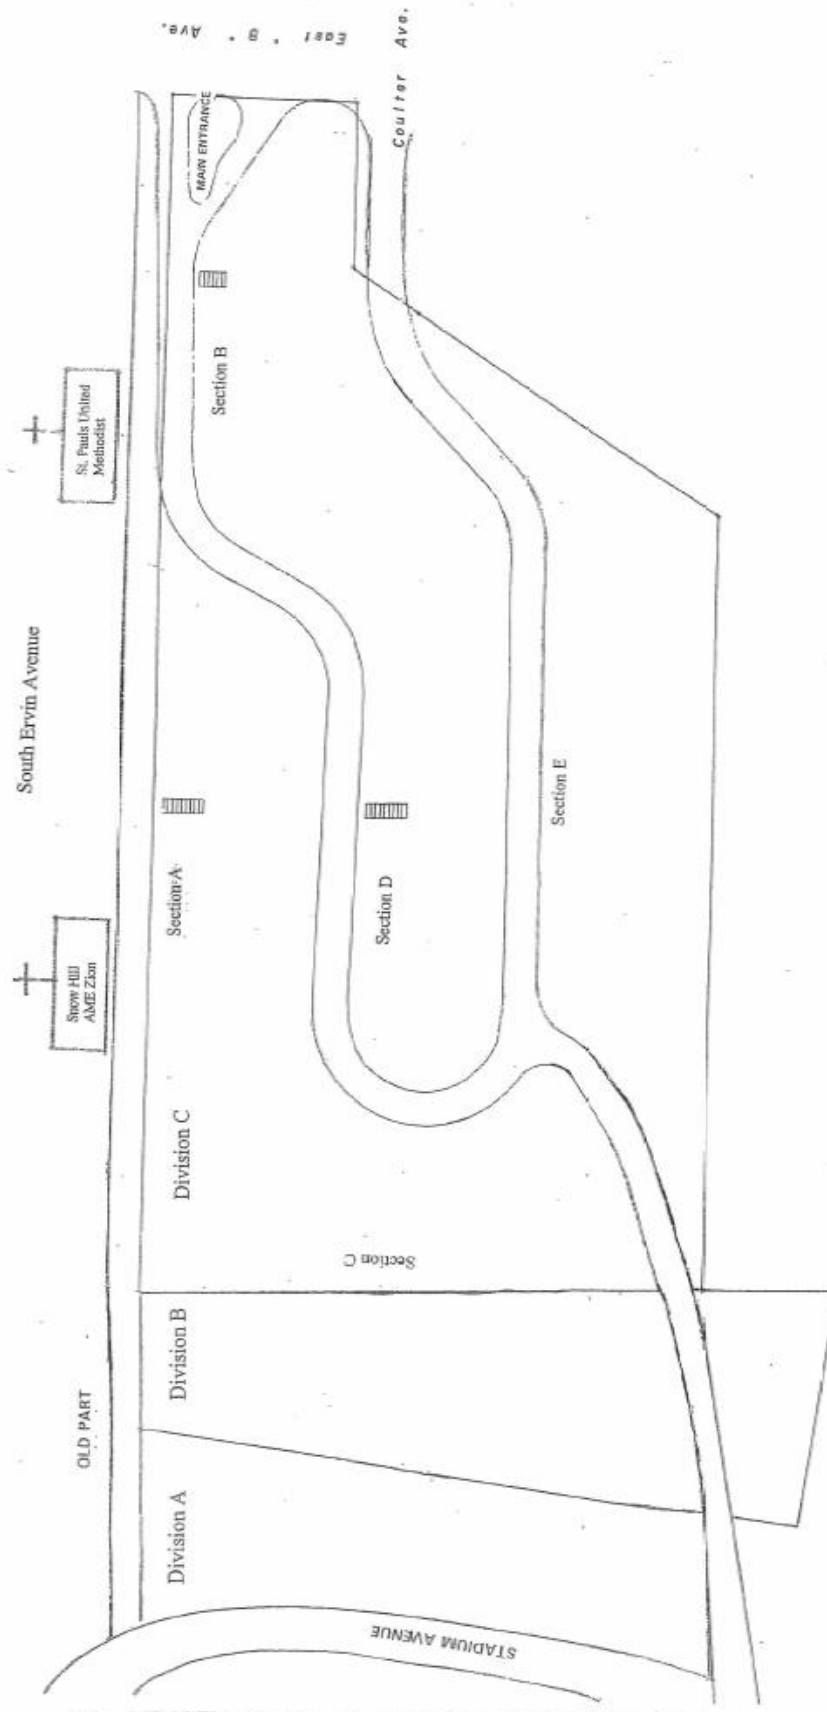 East "B" Ave.
Coulter Ave.
MAIN ENTRANCE
Section B
St. Pauls United
Methodist
South Ervin Avenue
Section A
Section D
Section E
Snow Hill
AME Zion
Division C
Section C
Division B
OLD PART
Division A
STADIUM AVENUE